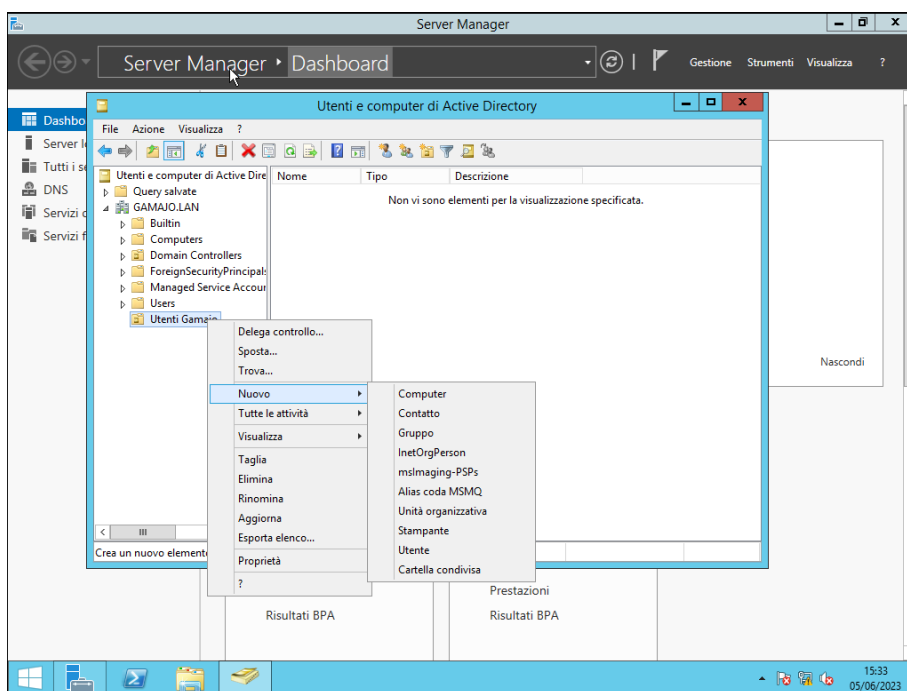 Server Manager
Server Manager • Dashboard
Gestione Strumenti Visualizza ?
Utenti e computer di Active Directory
Dashbo
Server l
Tutti i se
DNS
Servizi
Servizi f
File Azione Visualizza ?
Utenti e computer di Active Dire
Query salvate
GAMAJO.LAN
Builtin
Computers
Domain Controllers
ForeignSecurityPrincipals
Managed Service Accour
Users
Utenti Gamajo
Nome Tipo Descrizione
Non vi sono elementi per la visualizzazione specificata.
Delega controllo...
Sposta...
Trova...
Nuovo
Tutte le attività
Visualizza
Taglia
Elimina
Rinomina
Aggiorna
Esporta elenco...
Proprietà
?
Computer
Contatto
Gruppo
InetOrgPerson
msImaging-PSPs
Alias coda MSMQ
Unità organizzativa
Stampante
Utente
Cartella condivisa
Crea un nuovo elemento
Nascondi
Prestazioni
Risultati BPA
Risultati BPA
15:33
05/06/2023